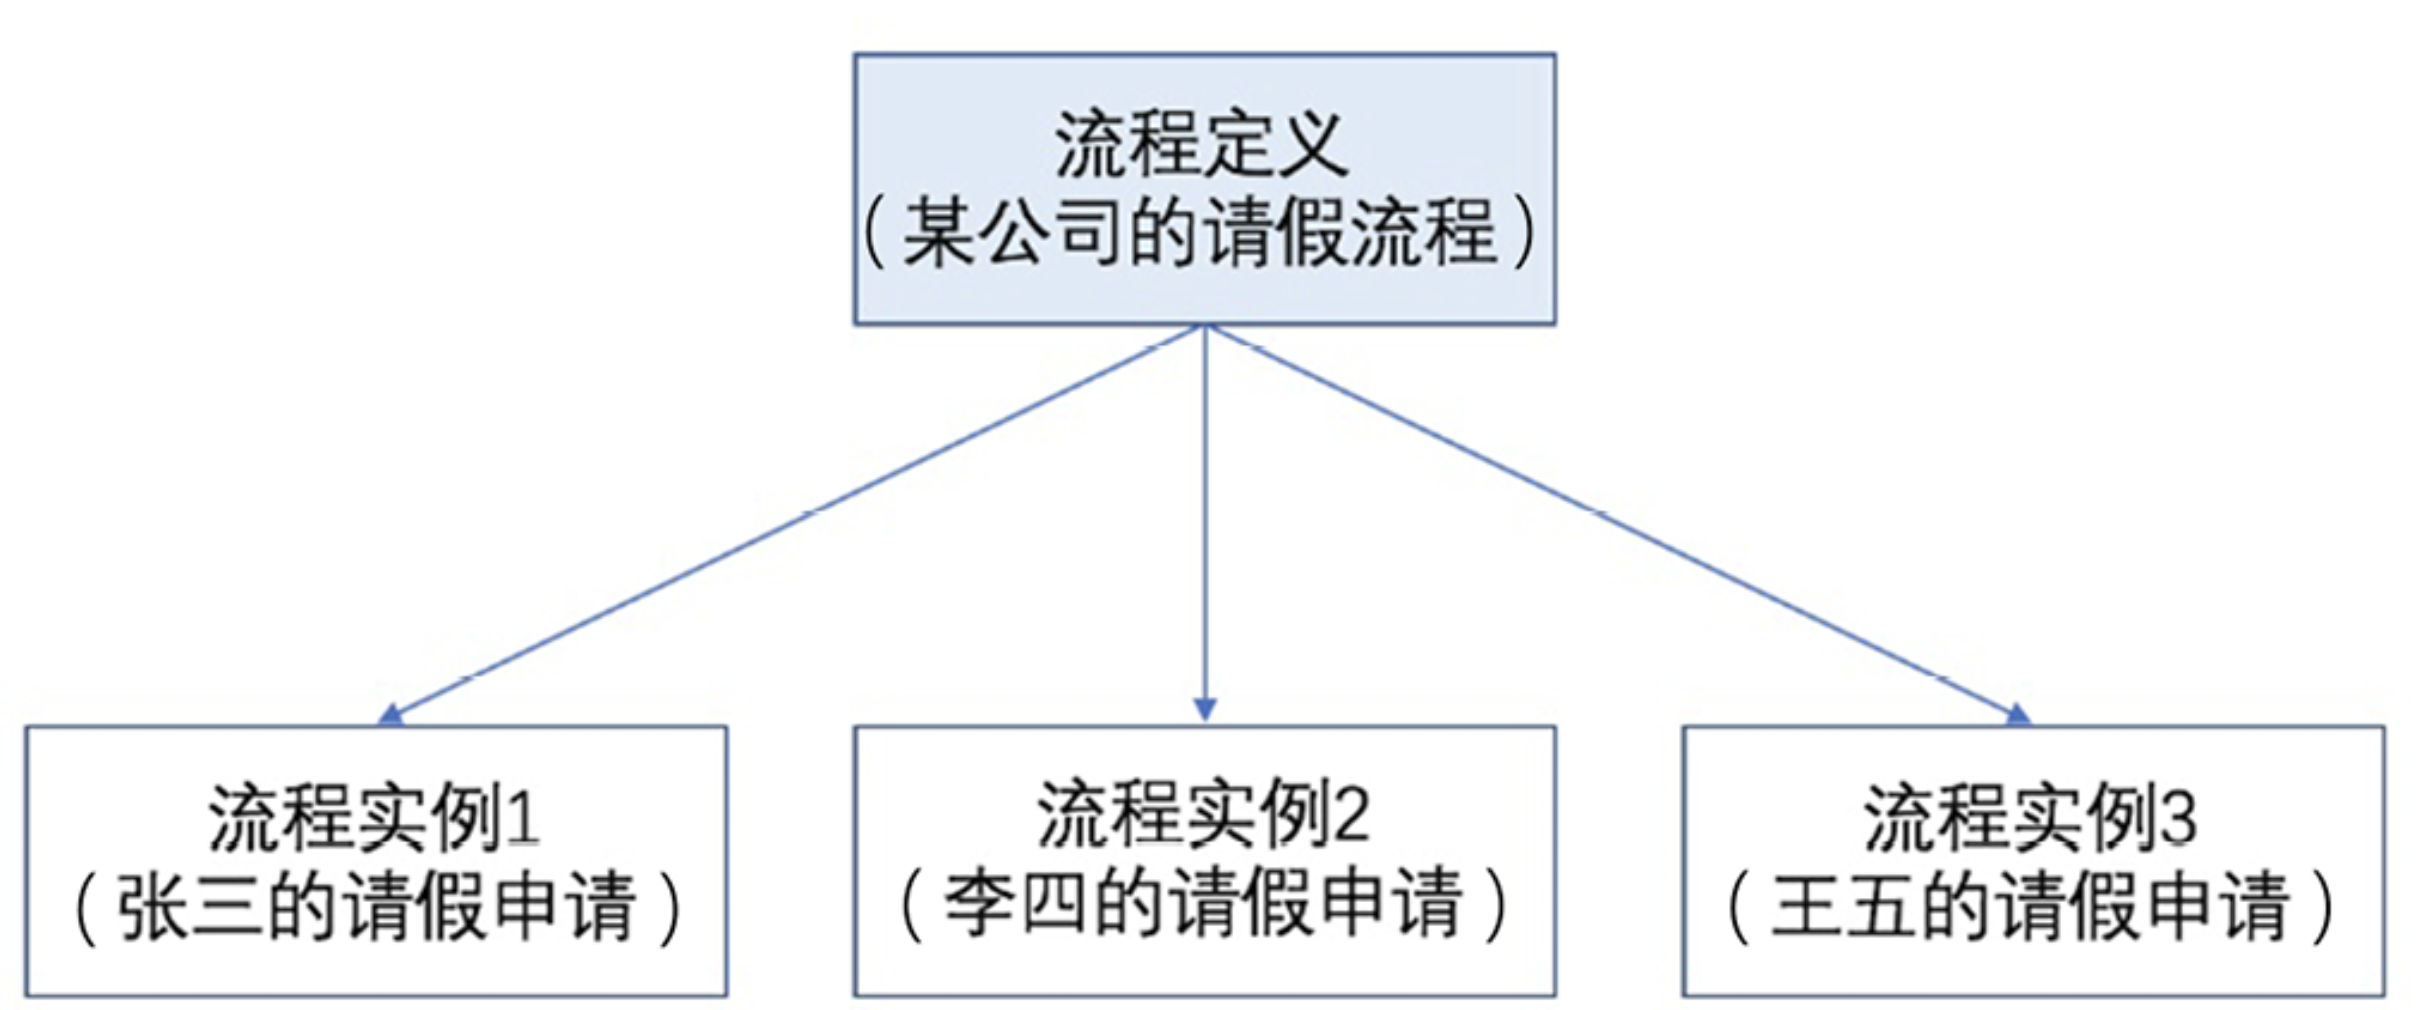 流程定义
（某公司的请假流程）
流程实例1
（张三的请假申请）
流程实例2
（李四的请假申请）
流程实例3
（王五的请假申请）